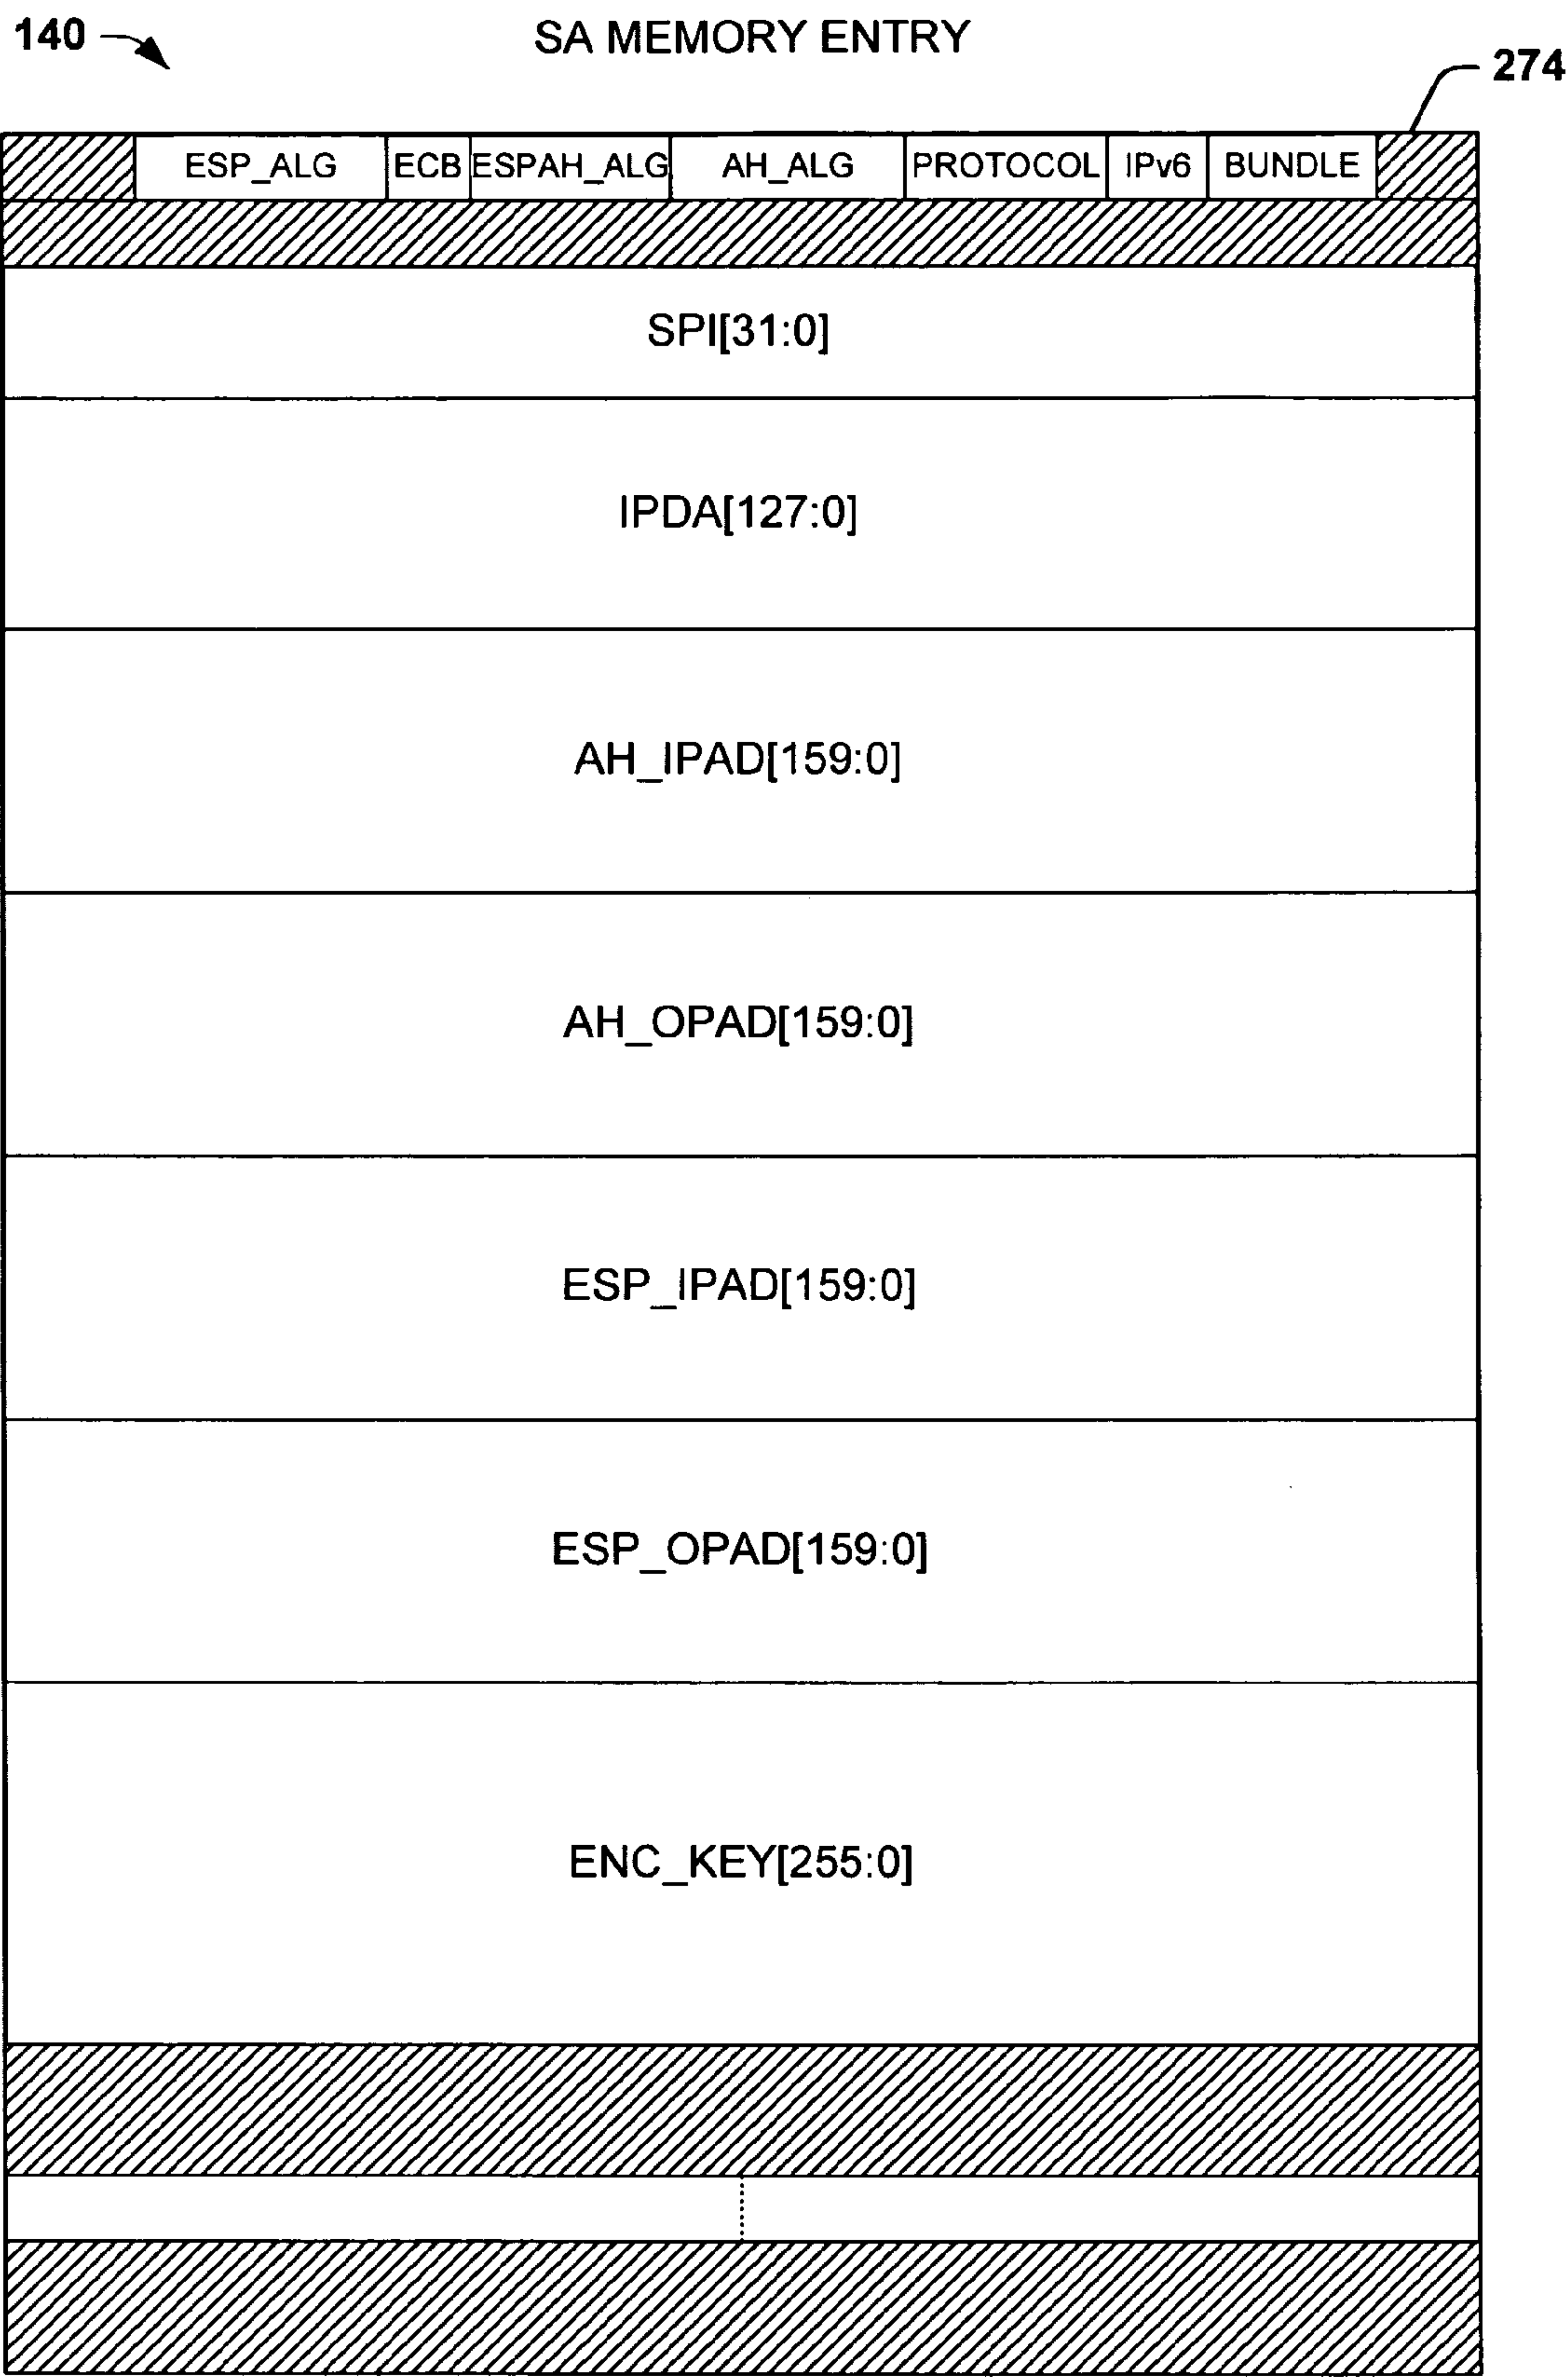 140
SA MEMORY ENTRY
274
ESP_ALG ECB ESPAH_ALG AH_ALG PROTOCOL IPv6 BUNDLE
SPI[31:0]
IPDA[127:0]
AH_IPAD[159:0]
AH_OPAD[159:0]
ESP_IPAD[159:0]
ESP_OPAD[159:0]
ENC_KEY[255:0]